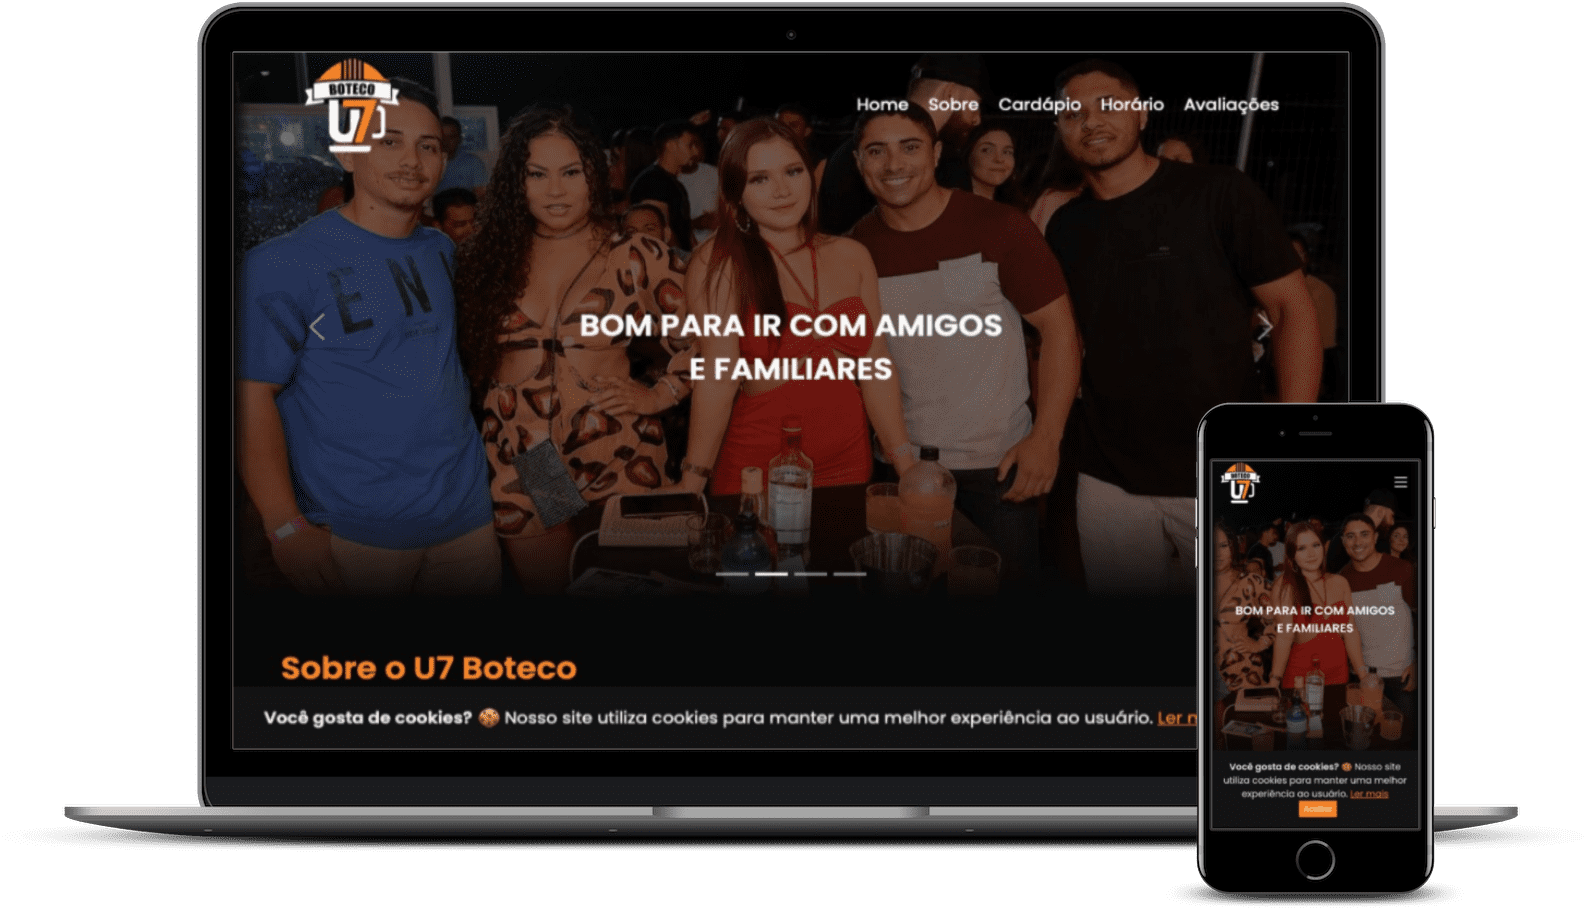 BOTECO
U7
Home Sobre Cardápio Horário Avaliações
DEN
BOM PARA IR COM AMIGOS
E FAMILIARES
Sobre o U7 Boteco
Você gosta de cookies? 🍪 Nosso site utiliza cookies para manter uma melhor experiência ao usuário. Ler m
BOTECO
U7
BOM PARA IR COM AMIGOS
E FAMILIARES
Você gosta de cookies? 🍪 Nosso site
utiliza cookies para manter uma melhor
experiência ao usuário. Ler mais
Aceitar